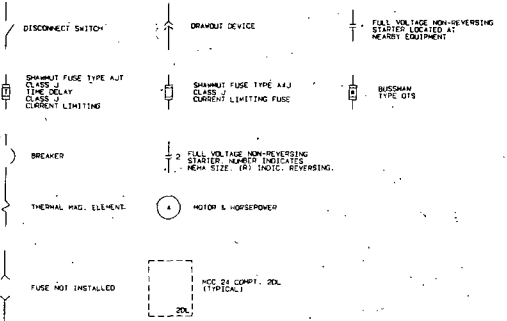 DISCONNECT SWITCH
DRAWOUT DEVICE
FULL VOLTAGE NON-REVERSING
STARTER LOCATED AT
NEARBY EQUIPMENT
SHAWMUT FUSE TYPE AJT
CLASS J
TIME DELAY
CLASS J
CURRENT LIMITING
SHAWMUT FUSE TYPE A4J
CLASS J
CURRENT LIMITING FUSE
BUSSMAN
TYPE OTS
BREAKER
2
FULL VOLTAGE NON-REVERSING
STARTER. NUMBER INDICATES
NEMA SIZE. (R) INDIC. REVERSING.
THERMAL MAG. ELEMENT.
MOTOR & HORSEPOWER
FUSE NOT INSTALLED
MCC 24 COMPT. 2DL
(TYPICAL)
2DL